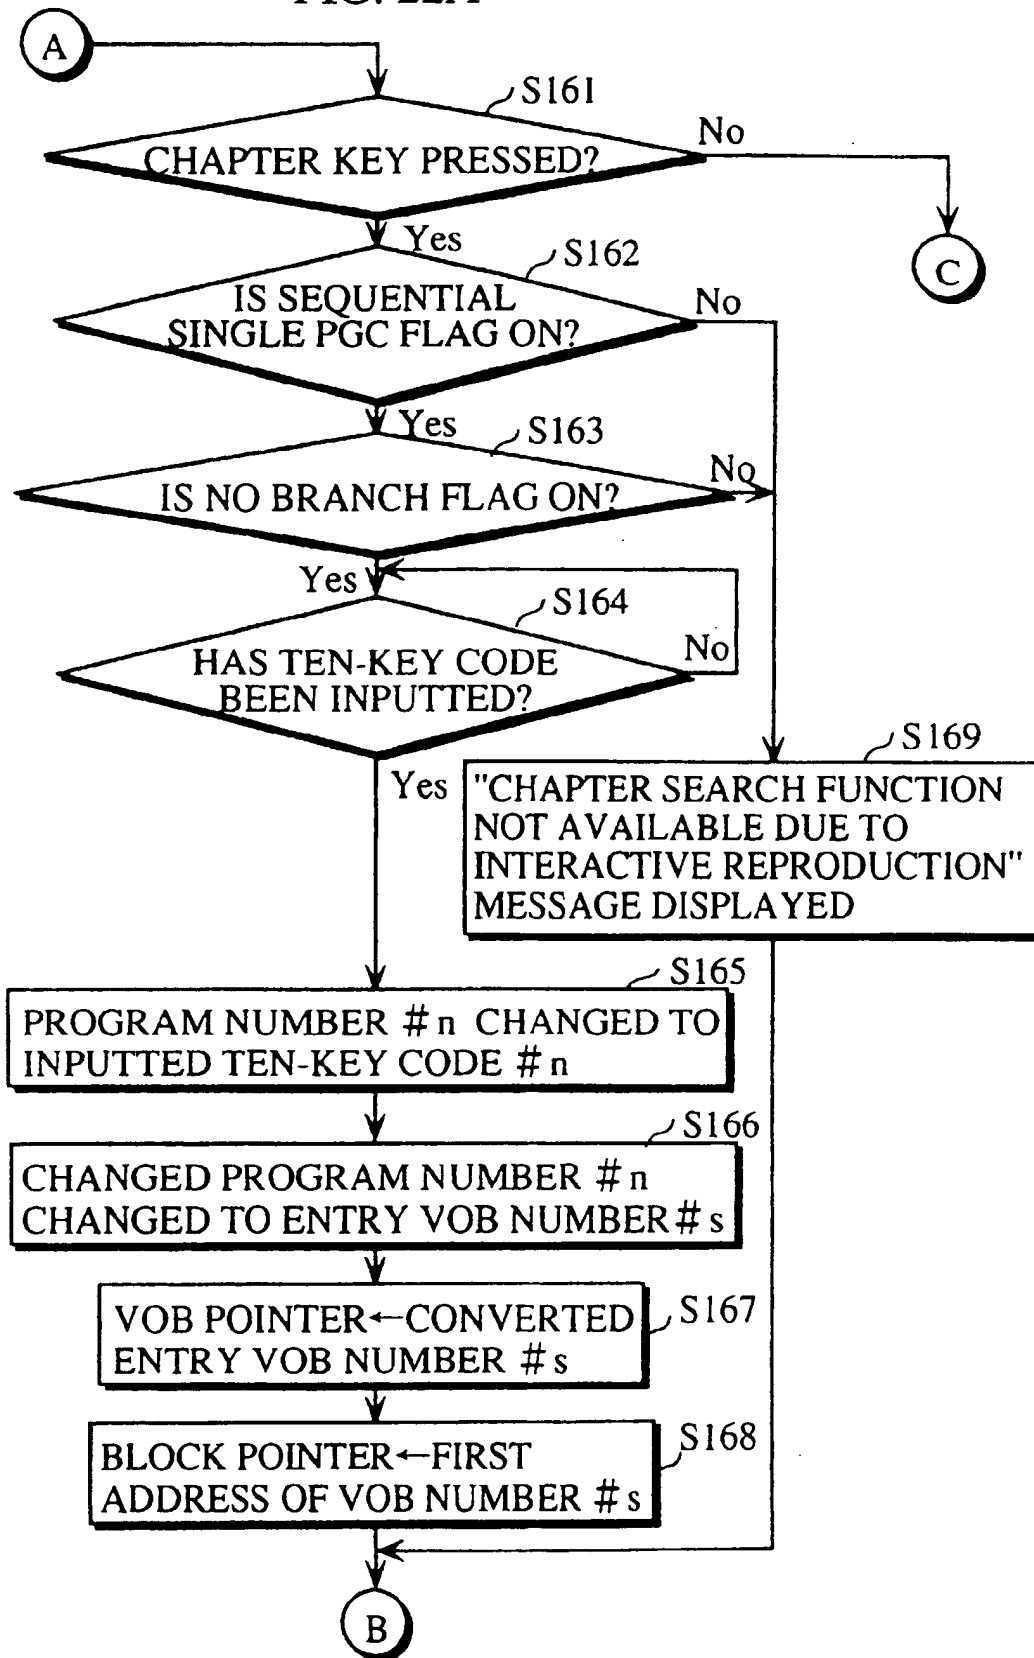 A
S161
CHAPTER KEY PRESSED?
No
Yes
C
S162
IS SEQUENTIAL
SINGLE PGC FLAG ON?
No
Yes
S163
IS NO BRANCH FLAG ON?
No
Yes
S164
HAS TEN-KEY CODE
BEEN INPUTTED?
No
Yes
S169
"CHAPTER SEARCH FUNCTION
NOT AVAILABLE DUE TO
INTERACTIVE REPRODUCTION"
MESSAGE DISPLAYED
S165
PROGRAM NUMBER #n CHANGED TO
INPUTTED TEN-KEY CODE #n
S166
CHANGED PROGRAM NUMBER #n
CHANGED TO ENTRY VOB NUMBER #s
S167
VOB POINTER←CONVERTED
ENTRY VOB NUMBER #s
S168
BLOCK POINTER←FIRST
ADDRESS OF VOB NUMBER #s
B